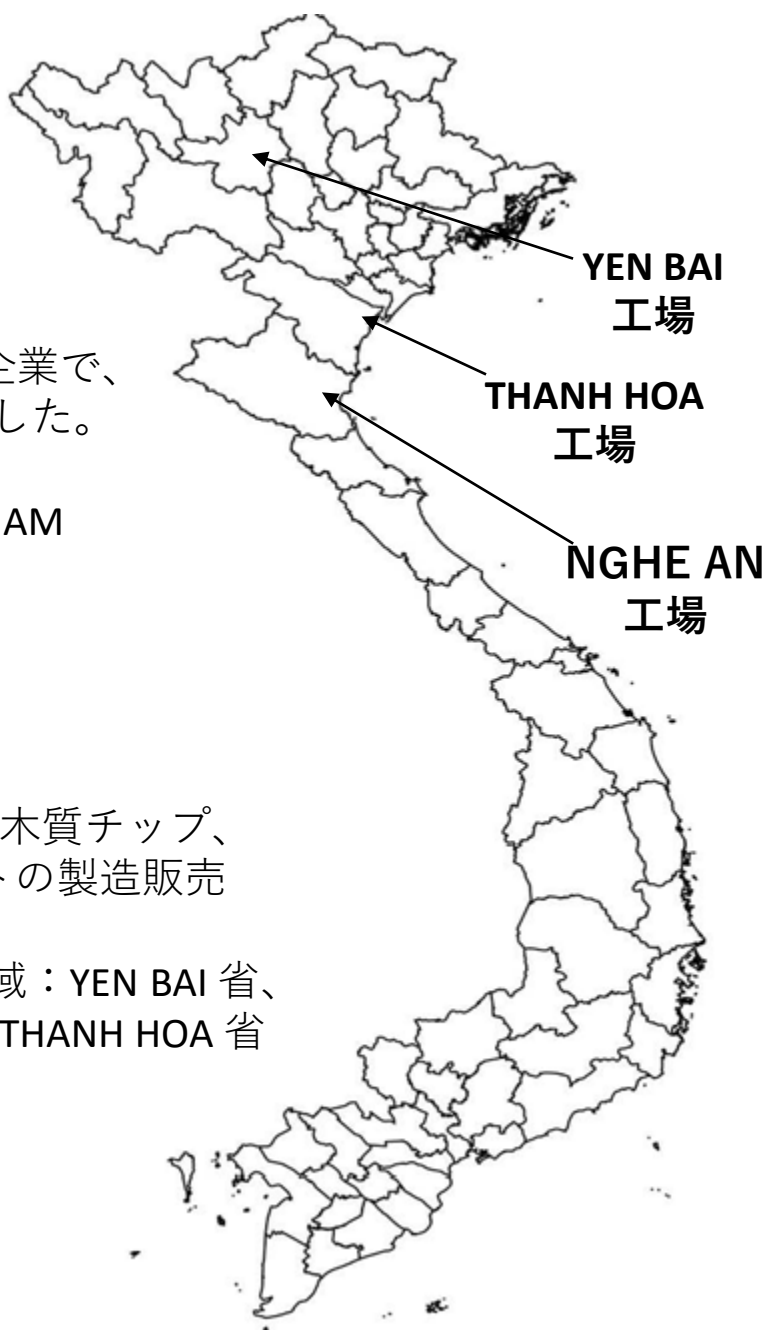 YEN BAI
工場
企業で、
した。
THANH HOA
工場
AM
NGHE AN
工場
木質チップ、
トの製造販売
域：YEN BAI 省、
THANH HOA 省